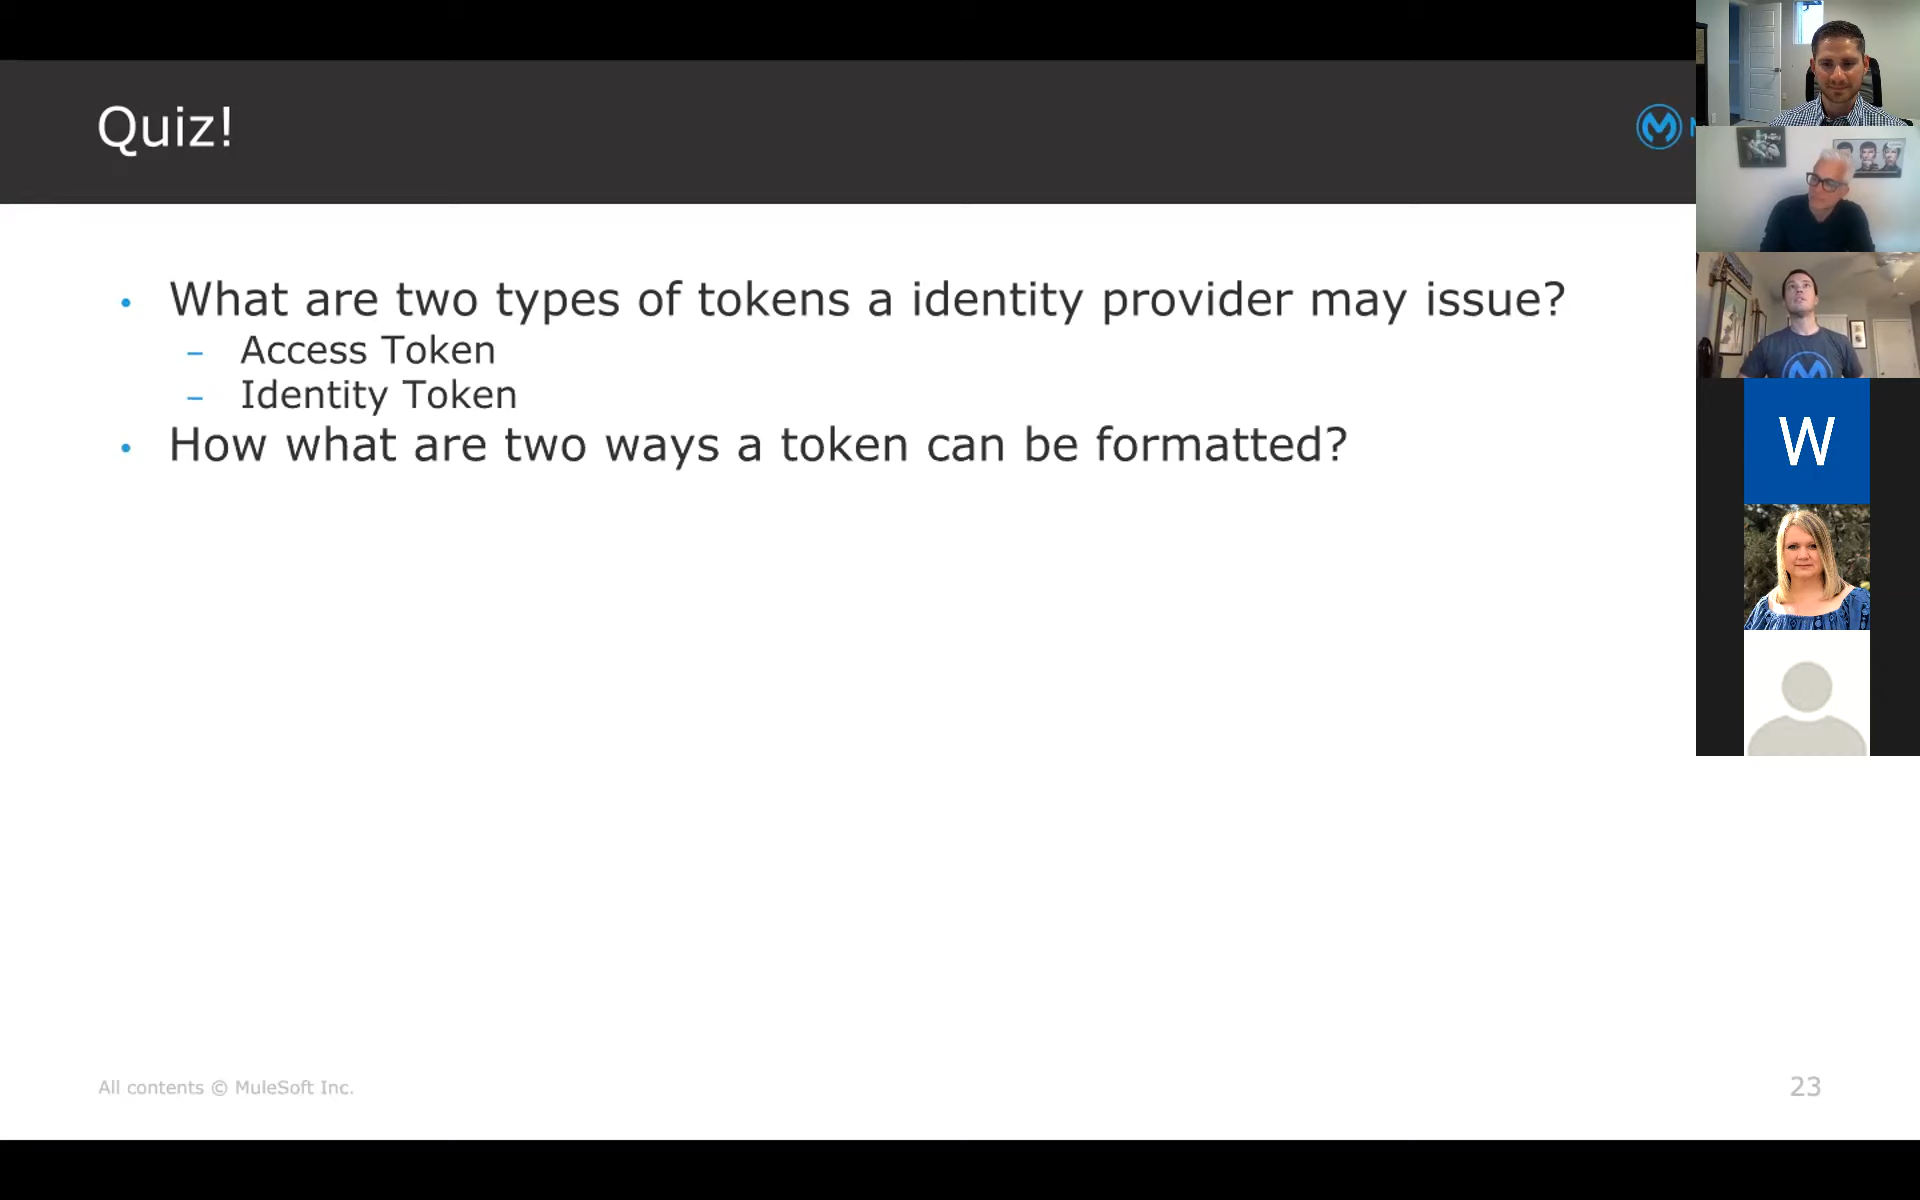 Quiz!
• What are two types of tokens a identity provider may issue?
– Access Token
– Identity Token
• How what are two ways a token can be formatted?
W
All contents © MuleSoft Inc.
23